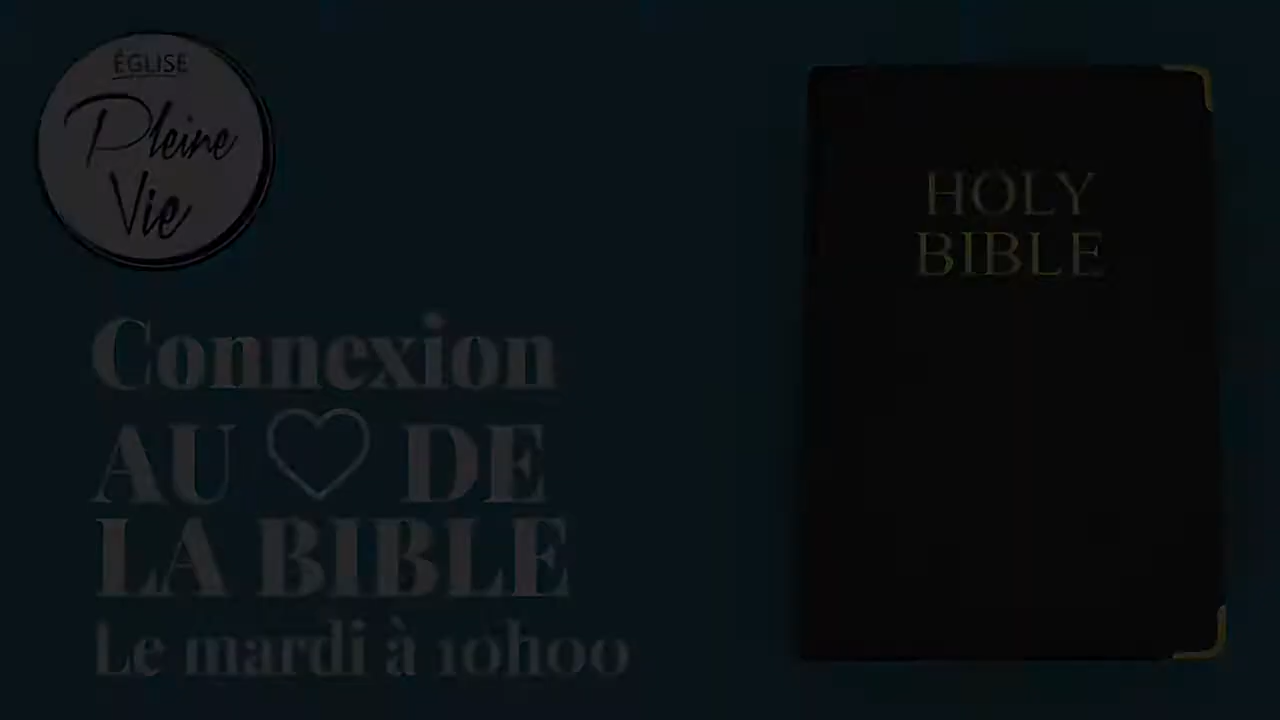 ÉGLISE
Pleine
Vie
HOLY
BIBLE
Connexion
AU DE
LA BIBLE
Le mardi à 10h00